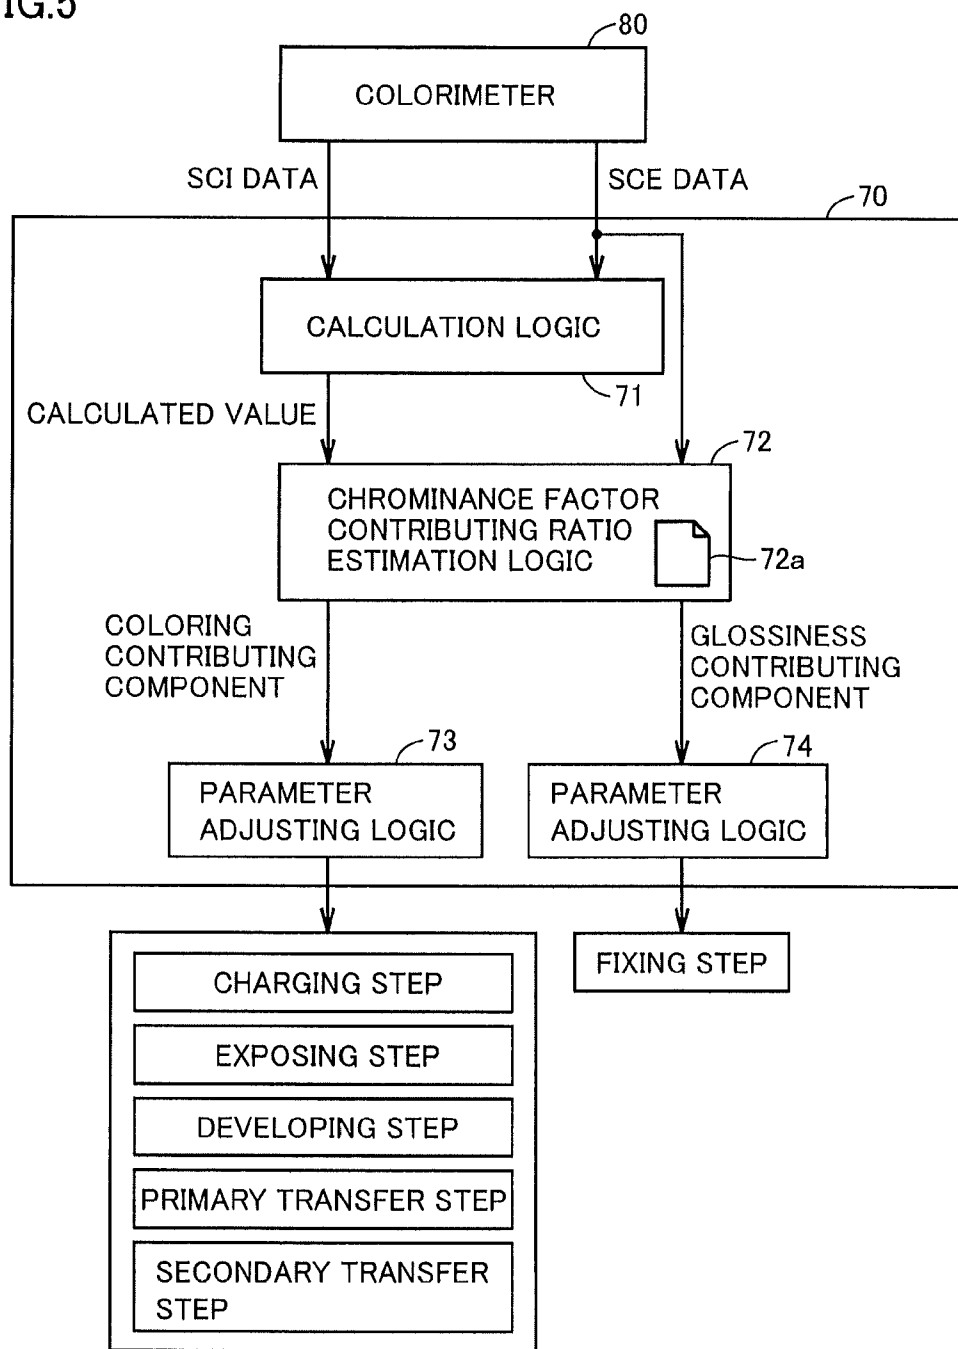 IG.5
80
COLORIMETER
SCI DATA
SCE DATA
70
CALCULATION LOGIC
71
CALCULATED VALUE
72
CHROMINANCE FACTOR
CONTRIBUTING RATIO
ESTIMATION LOGIC
72a
COLORING
CONTRIBUTING
COMPONENT
GLOSSINESS
CONTRIBUTING
COMPONENT
73
74
PARAMETER
ADJUSTING LOGIC
PARAMETER
ADJUSTING LOGIC
CHARGING STEP
EXPOSING STEP
DEVELOPING STEP
PRIMARY TRANSFER STEP
SECONDARY TRANSFER
STEP
FIXING STEP